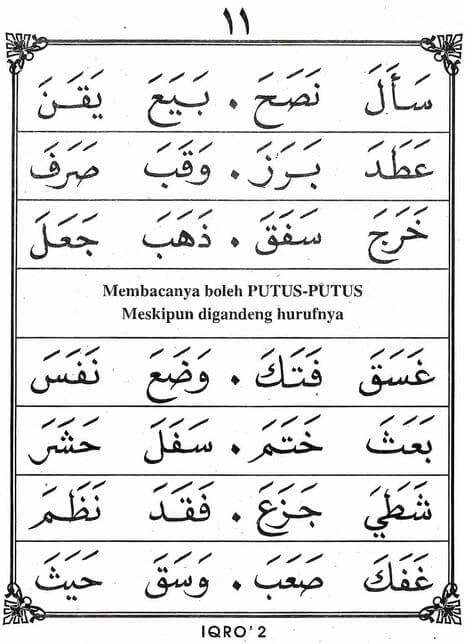 ١١
سَأَلَ نَصَحَ . بَيَعَ يَقَنَ
عَطَدَ بَرَزَ . وَقَبَ صَرَفَ
خَرَجَ سَفَقَ . ذَهَبَ جَعَلَ
Membacanya boleh PUTUS-PUTUS
Meskipun digandeng hurufnya
غَسَقَ فَتَكَ . وَضَعَ نَفَسَ
بَعَثَ خَتَمَ . سَفَلَ حَشَرَ
شَطَيَ جَزَعَ . فَقَدَ نَظَمَ
غَفَكَ صَعَبَ . وَسَقَ حَيَثَ
IQRO' 2